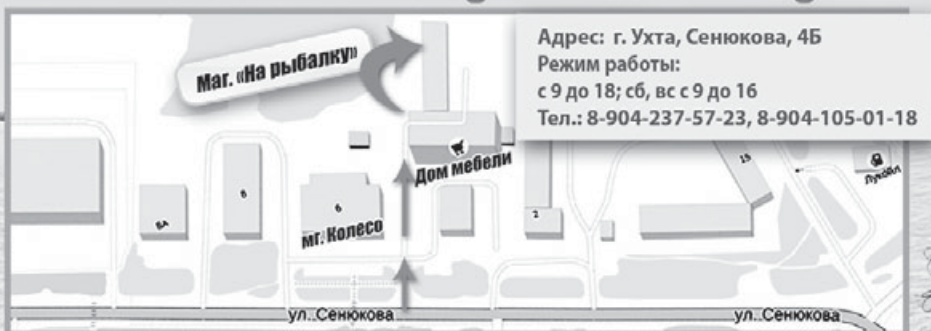 Маг. «На рыбалку»
Адрес: г. Ухта, Сенюкова, 4Б
Режим работы:
с 9 до 18; сб, вс с 9 до 16
Тел.: 8-904-237-57-23, 8-904-105-01-18
Дом мебели
Лукойл
8А
8
6
мг. Колесо
2
ул. Сенюкова
ул. Сенюкова